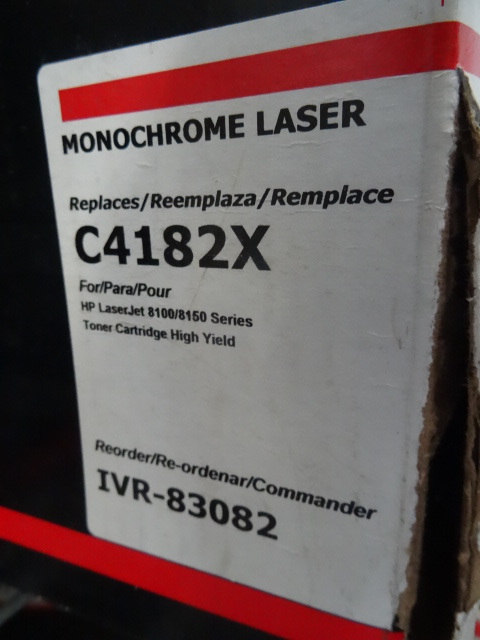 MONOCHROME LASER
Replaces/Reemplaza/Remplace
C4182X
For/Para/Pour
HP LaserJet 8100/8150 Series
Toner Cartridge High Yield
Reorder/Re-ordenar/Commander
IVR-83082